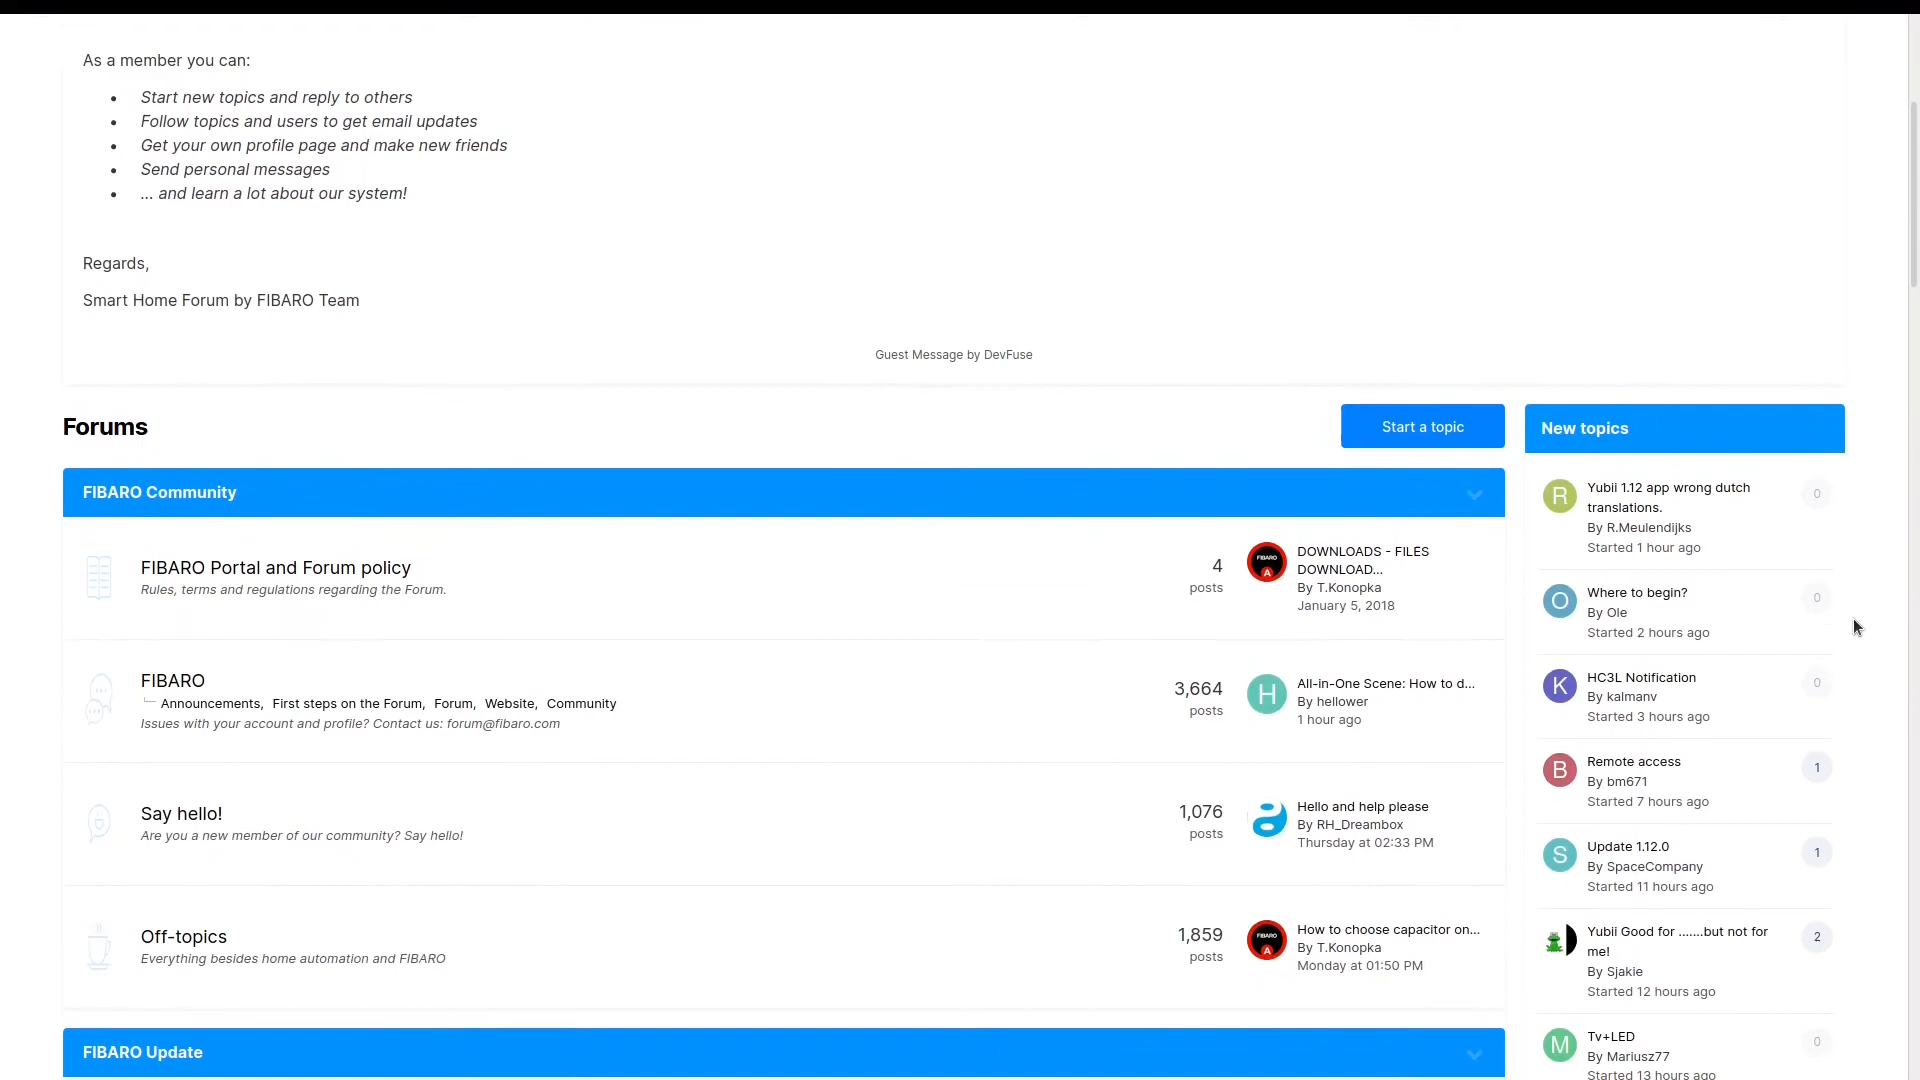 As a member you can:
• Start new topics and reply to others
• Follow topics and users to get email updates
• Get your own profile page and make new friends
• Send personal messages
• ... and learn a lot about our system!
Regards,
Smart Home Forum by FIBARO Team
Guest Message by DevFuse
Forums
Start a topic
FIBARO Community
FIBARO Portal and Forum policy
Rules, terms and regulations regarding the Forum.
4
posts
FIBARO
A
DOWNLOADS - FILES
DOWNLOAD...
By T.Konopka
January 5, 2018
FIBARO
Announcements, First steps on the Forum, Forum, Website, Community
Issues with your account and profile? Contact us: forum@fibaro.com
3,664
posts
H
All-in-One Scene: How to d...
By hellower
1 hour ago
Say hello!
Are you a new member of our community? Say hello!
1,076
posts
Hello and help please
By RH_Dreambox
Thursday at 02:33 PM
Off-topics
Everything besides home automation and FIBARO
1,859
posts
FIBARO
A
How to choose capacitor on...
By T.Konopka
Monday at 01:50 PM
FIBARO Update
New topics
R
Yubii 1.12 app wrong dutch
translations.
By R.Meulendijks
Started 1 hour ago
0
O
Where to begin?
By Ole
Started 2 hours ago
0
K
HC3L Notification
By kalmanv
Started 3 hours ago
0
B
Remote access
By bm671
Started 7 hours ago
1
S
Update 1.12.0
By SpaceCompany
Started 11 hours ago
1
Yubii Good for .......but not for
me!
By Sjakie
Started 12 hours ago
2
M
Tv+LED
By Mariusz77
Started 13 hours ago
0